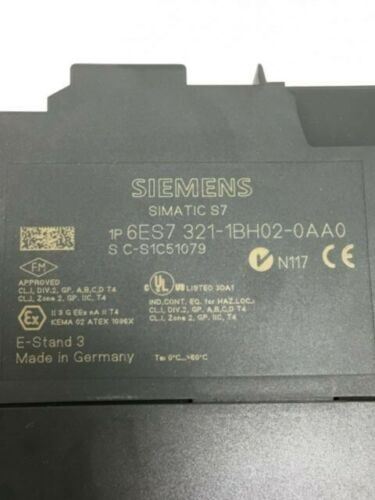 SIEMENS
SIMATIC S7
1P 6ES7 321-1BH02-0AA0
S C-S1C51079
FM
C UL US LISTED 30A1
N117
APPROVED
CL.I, DIV.2, GP. A,B,C,D T4
CL.I, Zone 2, GP. IIC, T4
IND.CONT. EQ. for HAZ.LOC.:
CL.I, DIV.2, GP. A,B,C,D T4
CL.I, Zone 2, GP. IIC, T4
Ex
II 3 G EEx nA II T4
KEMA 02 ATEX 1096X
E-Stand 3
Made in Germany